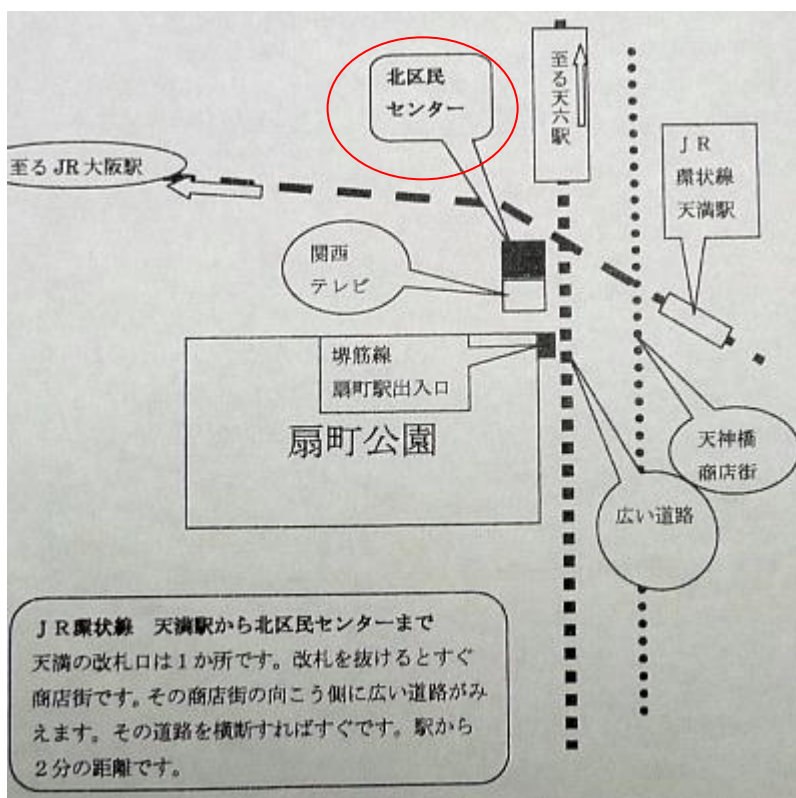 北区民
センター
至る天六駅
ＪＲ
環状線
天満駅
至るJR大阪駅
関西
テレビ
堺筋線
扇町駅出入口
扇町公園
天神橋
商店街
広い道路
ＪＲ環状線　天満駅から北区民センターまで
天満の改札口は１か所です。改札を抜けるとすぐ
商店街です。その商店街の向こう側に広い道路がみ
えます。その道路を横断すればすぐです。駅から
２分の距離です。